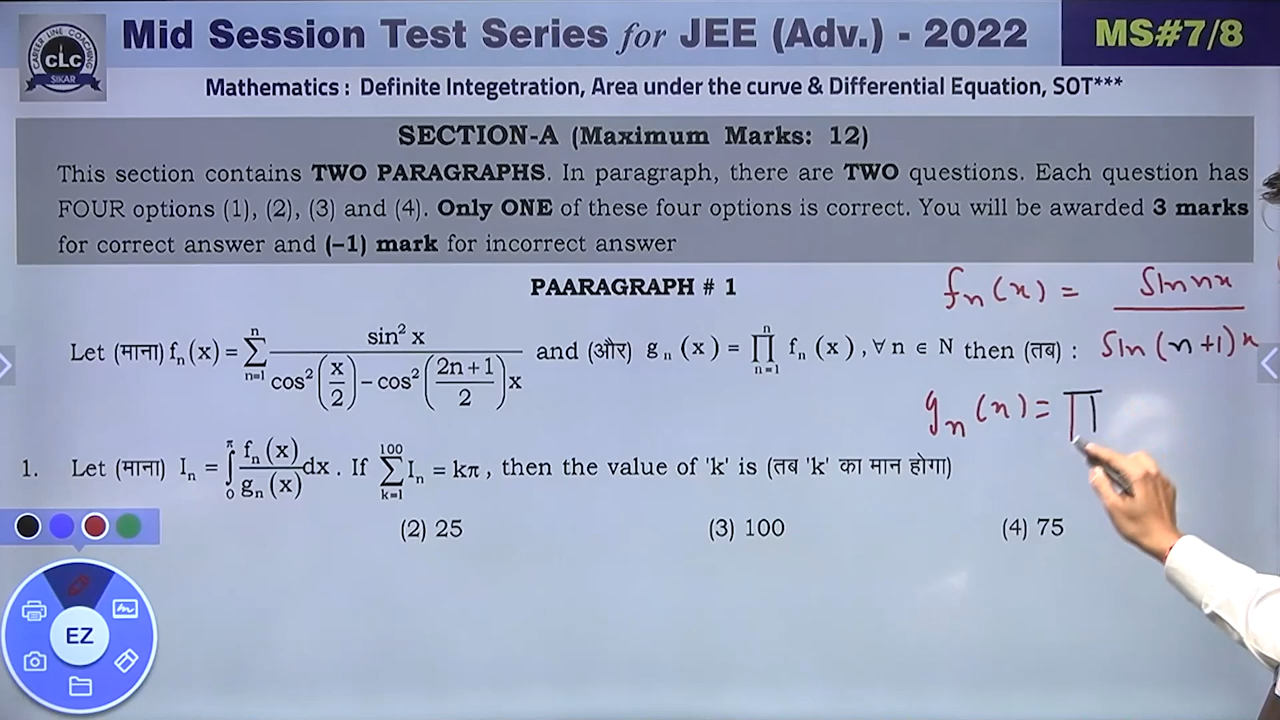 CAREER LINE COACHING
CLC
SIKAR
Mid Session Test Series for JEE (Adv.) - 2022
MS#7/8
Mathematics : Definite Integetration, Area under the curve & Differential Equation, SOT***
SECTION-A (Maximum Marks: 12)
This section contains TWO PARAGRAPHS. In paragraph, there are TWO questions. Each question has
FOUR options (1), (2), (3) and (4). Only ONE of these four options is correct. You will be awarded 3 marks
for correct answer and (–1) mark for incorrect answer
PAARAGRAPH # 1
fₙ(x) = sin nx / sin(n+1)x
Let (माना) fₙ(x) = ∑ₙ₌₁ⁿ sin² x / (cos²(x/2) – cos²((2n+1)/2)x) and (और) gₙ(x) = ∏ₙ₌₁ⁿ fₙ(x), ∀ n ∈ N then (तब) :
gₙ(x) = ∏
1. Let (माना) Iₙ = ∫₀^π fₙ(x)/gₙ(x) dx . If ∑ₖ₌₁¹⁰⁰ Iₙ = kπ, then the value of 'k' is (तब 'k' का मान होगा)
(2) 25 (3) 100 (4) 75
EZ